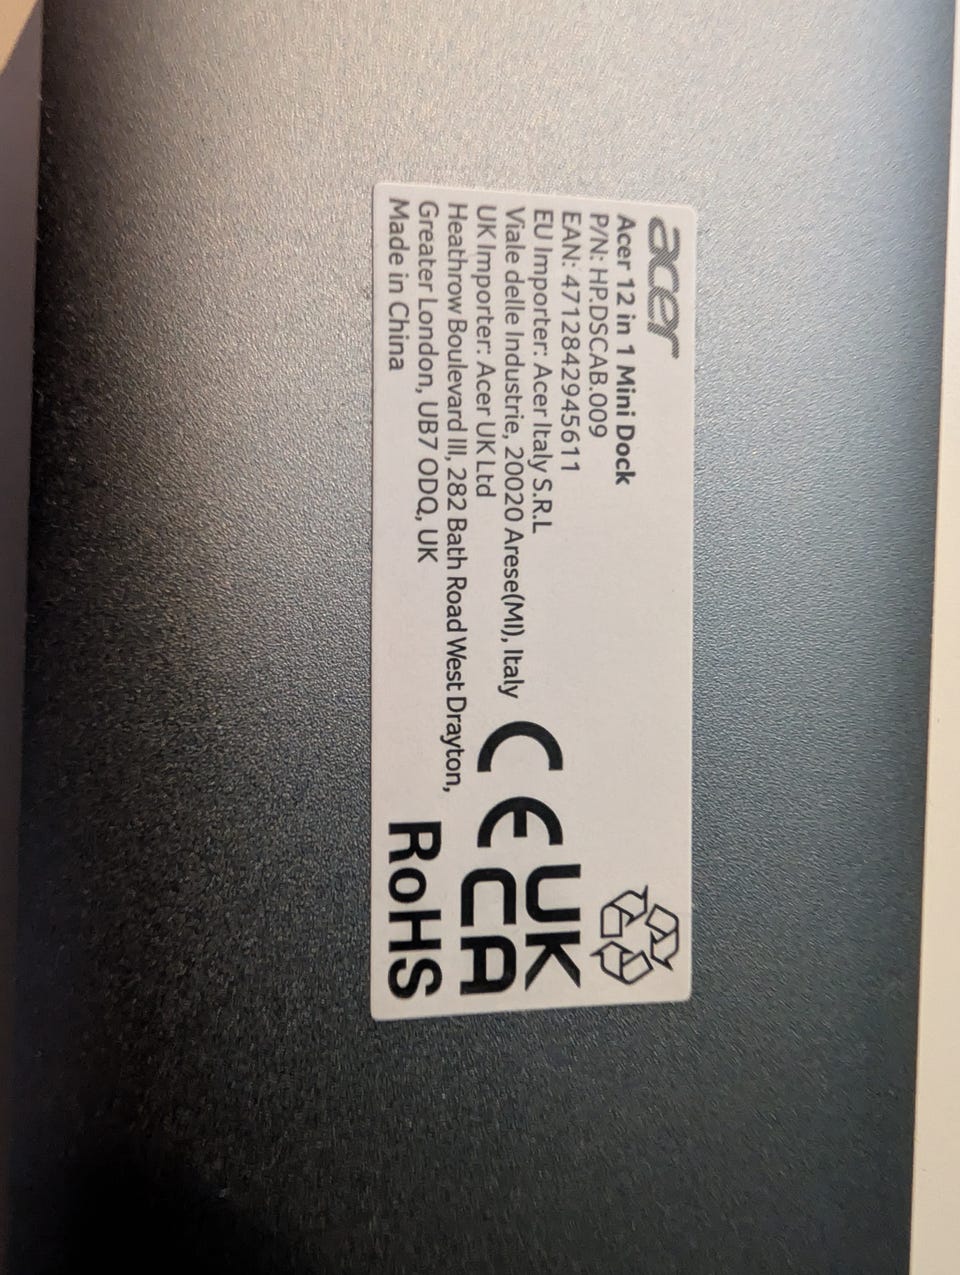 acer
Acer 12 in 1 Mini Dock
P/N: HP.DSCAB.009
EAN: 4712842945611
EU Importer: Acer Italy S.R.L
Viale delle Industrie, 20020 Arese(MI), Italy
UK Importer: Acer UK Ltd
Heathrow Boulevard III, 282 Bath Road West Drayton,
Greater London, UB7 ODQ, UK
Made in China
CE
UK
CA
RoHS